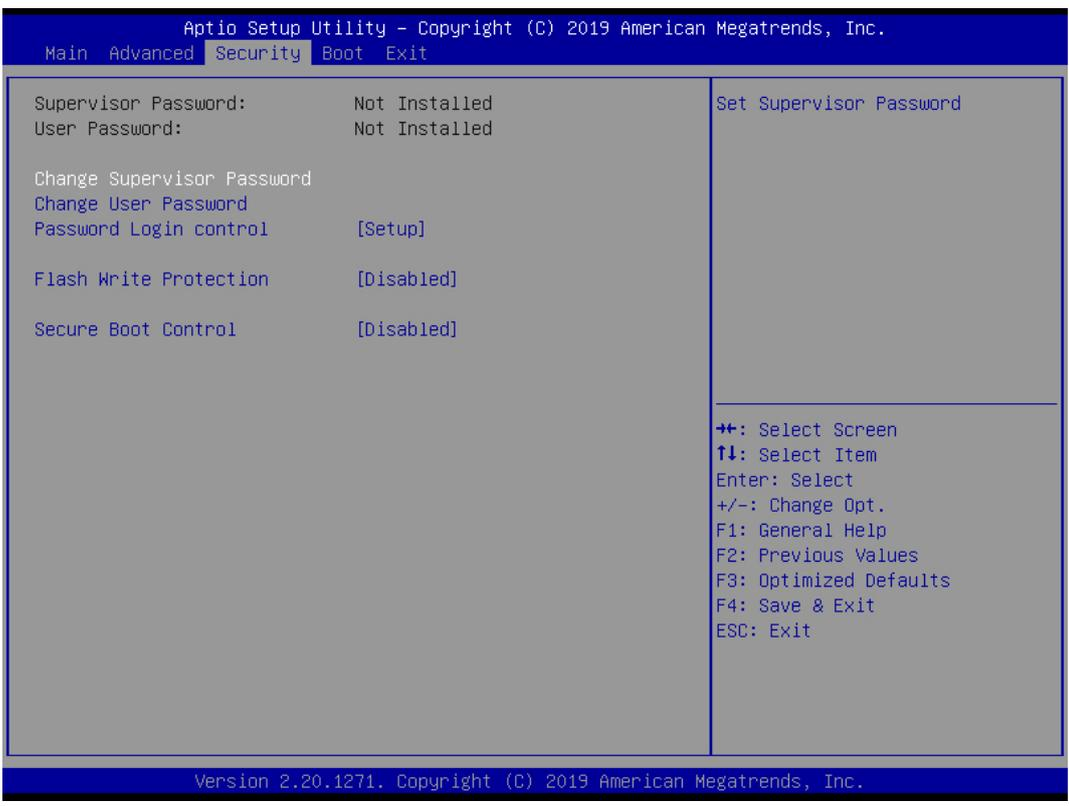 Aptio Setup Utility – Copyright (C) 2019 American Megatrends, Inc.
Main Advanced Security Boot Exit
Supervisor Password: Not Installed
User Password: Not Installed
Change Supervisor Password
Change User Password
Password Login control [Setup]
Flash Write Protection [Disabled]
Secure Boot Control [Disabled]
Set Supervisor Password
→←: Select Screen
↑↓: Select Item
Enter: Select
+/-: Change Opt.
F1: General Help
F2: Previous Values
F3: Optimized Defaults
F4: Save & Exit
ESC: Exit
Version 2.20.1271. Copyright (C) 2019 American Megatrends, Inc.